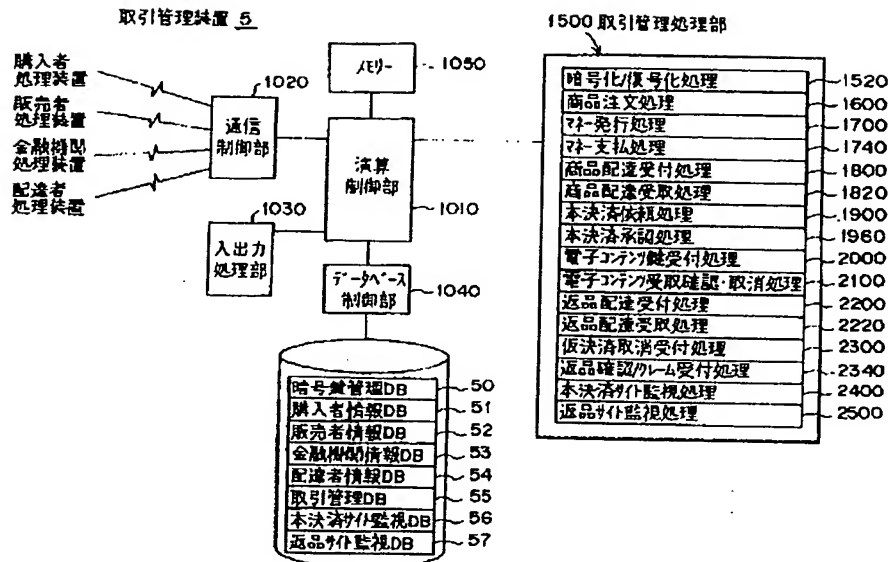 取引管理装置 5
購入者
処理装置
販売者
処理装置
金融機関
処理装置
配達者
処理装置
1020
通信
制御部
メモリー
1050
演算
制御部
1010
1030
入出力
処理部
データベース
制御部
1040
暗号鍵管理DB
50
購入者情報DB
51
販売者情報DB
52
金融機関情報DB
53
配達者情報DB
54
取引管理DB
55
本決済サイト監視DB
56
返品サイト監視DB
57
1500 取引管理処理部
暗号化/復号化処理
1520
商品注文処理
1600
マネー発行処理
1700
マネー支払処理
1740
商品配達受付処理
1800
商品配達受取処理
1820
本決済依頼処理
1900
本決済承認処理
1960
電子コンテンツ鍵受付処理
2000
電子コンテンツ受取確認・取消処理
2100
返品配達受付処理
2200
返品配達受取処理
2220
仮決済取消受付処理
2300
返品確認/クレーム受付処理
2340
本決済サイト監視処理
2400
返品サイト監視処理
2500